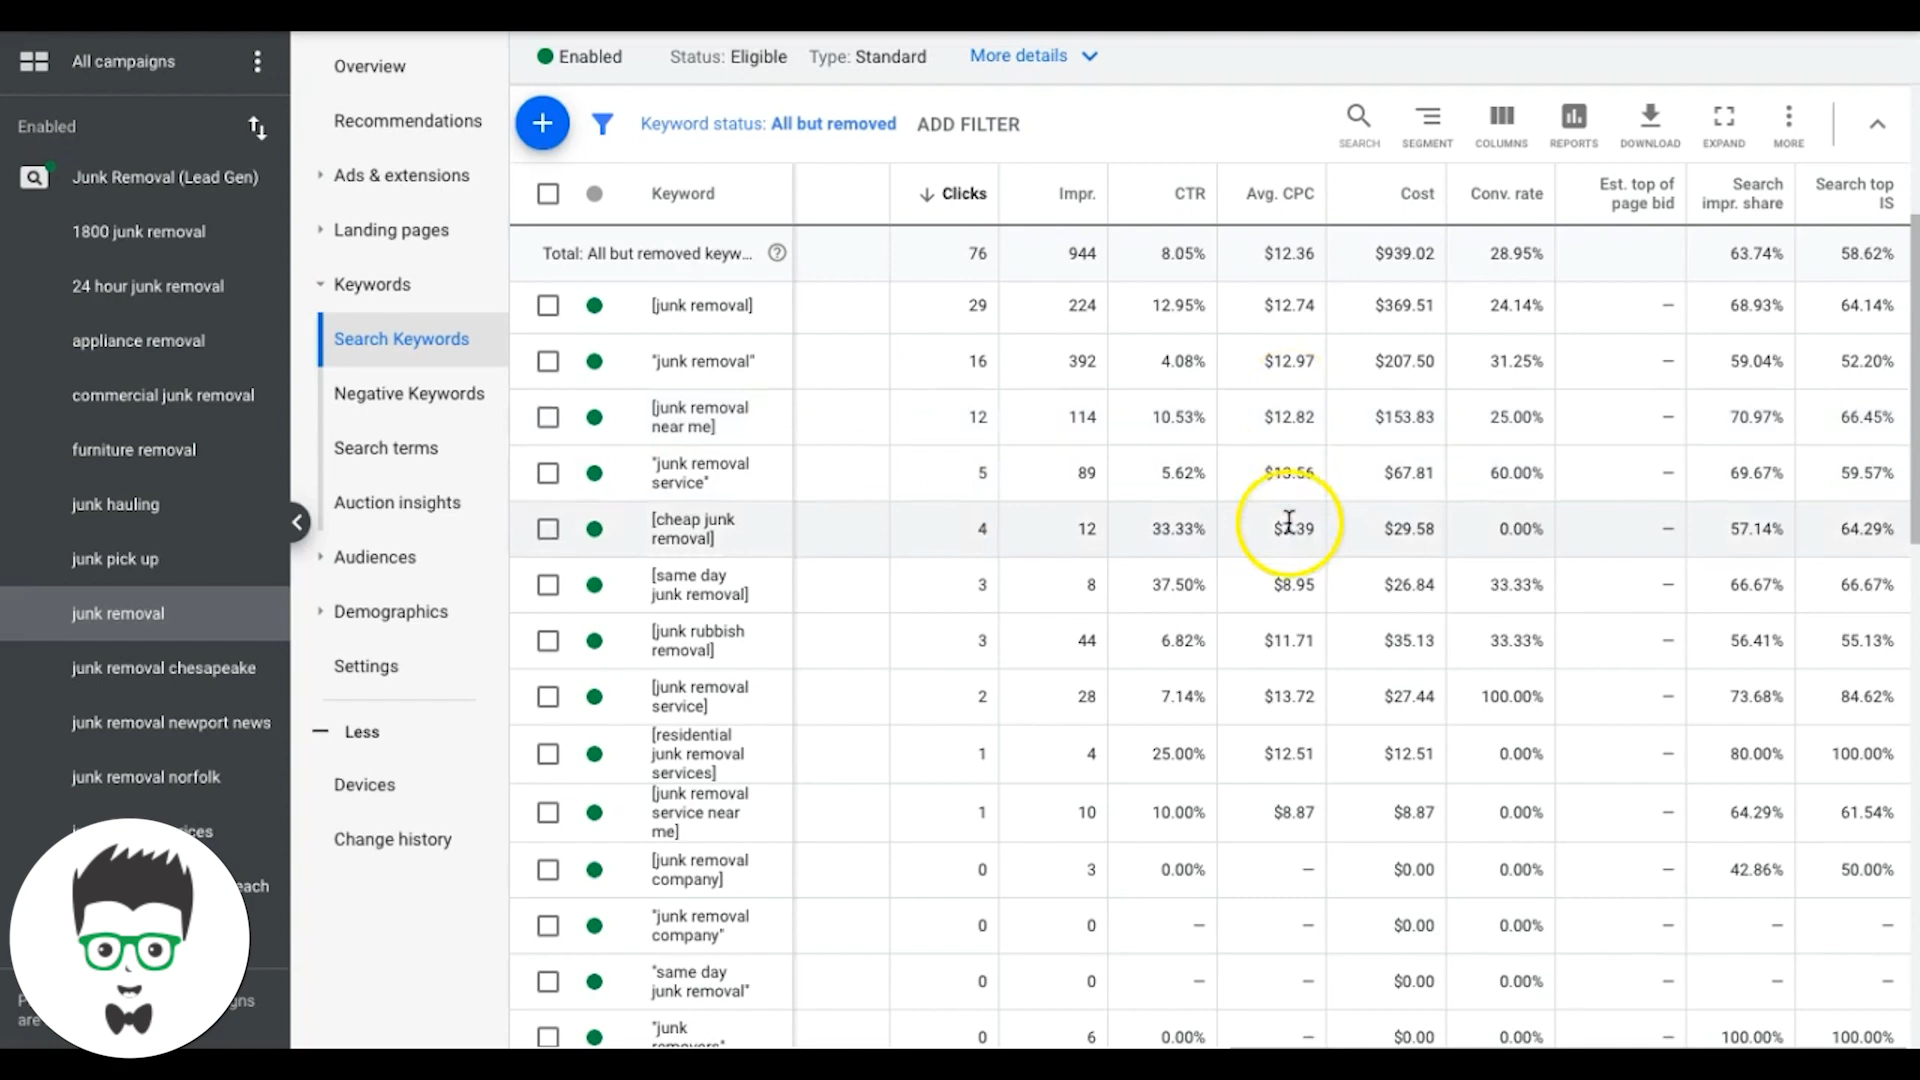 All campaigns
Enabled
Junk Removal (Lead Gen)
1800 junk removal
24 hour junk removal
appliance removal
commercial junk removal
furniture removal
junk hauling
junk pick up
junk removal
junk removal chesapeake
junk removal newport news
junk removal norfolk
Overview
Recommendations
Ads & extensions
Landing pages
Keywords
Search Keywords
Negative Keywords
Search terms
Auction insights
Audiences
Demographics
Settings
Less
Devices
Change history
Enabled Status: Eligible Type: Standard More details
Keyword status: All but removed ADD FILTER
SEARCH SEGMENT COLUMNS REPORTS DOWNLOAD EXPAND MORE
Keyword Clicks Impr. CTR Avg. CPC Cost Conv. rate Est. top of page bid Search impr. share Search top IS
Total: All but removed keyw... 76 944 8.05% $12.36 $939.02 28.95% 63.74% 58.62%
[junk removal] 29 224 12.95% $12.74 $369.51 24.14% — 68.93% 64.14%
"junk removal" 16 392 4.08% $12.97 $207.50 31.25% — 59.04% 52.20%
[junk removal
near me] 12 114 10.53% $12.82 $153.83 25.00% — 70.97% 66.45%
"junk removal
service" 5 89 5.62% $13.56 $67.81 60.00% — 69.67% 59.57%
[cheap junk
removal] 4 12 33.33% $29.58 0.00% — 57.14% 64.29%
[same day
junk removal] 3 8 37.50% $8.95 $26.84 33.33% — 66.67% 66.67%
[junk rubbish
removal] 3 44 6.82% $11.71 $35.13 33.33% — 56.41% 55.13%
[junk removal
service] 2 28 7.14% $13.72 $27.44 100.00% — 73.68% 84.62%
[residential
junk removal
services] 1 4 25.00% $12.51 $12.51 0.00% — 80.00% 100.00%
[junk removal
service near
me] 1 10 10.00% $8.87 $8.87 0.00% — 64.29% 61.54%
[junk removal
company] 0 3 0.00% — $0.00 0.00% — 42.86% 50.00%
"junk removal
company" 0 0 — — $0.00 0.00% — — —
"same day
junk removal" 0 0 — — $0.00 0.00% — — —
"junk 0 6 0.00% — $0.00 0.00% — 100.00% 100.00%